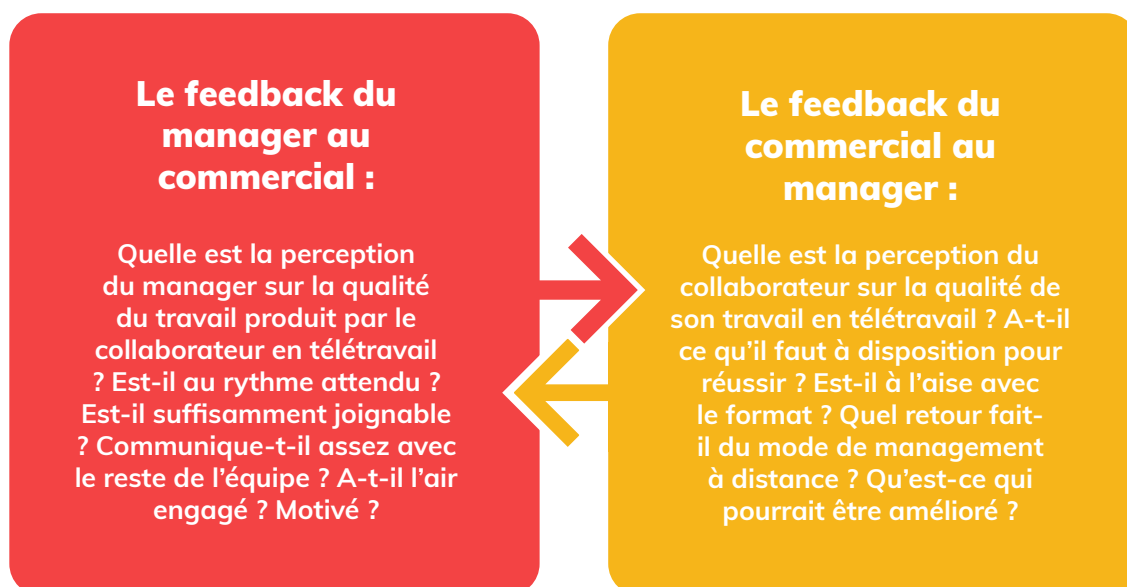 Le feedback du
manager au
commercial :
Quelle est la perception
du manager sur la qualité
du travail produit par le
collaborateur en télétravail
? Est-il au rythme attendu ?
Est-il suffisamment joignable
? Communique-t-il assez avec
le reste de l’équipe ? A-t-il l’air
engagé ? Motivé ?
Le feedback du
commercial au
manager :
Quelle est la perception du
collaborateur sur la qualité de
son travail en télétravail ? A-t-il
ce qu’il faut à disposition pour
réussir ? Est-il à l’aise avec
le format ? Quel retour fait-
il du mode de management
à distance ? Qu’est-ce qui
pourrait être amélioré ?